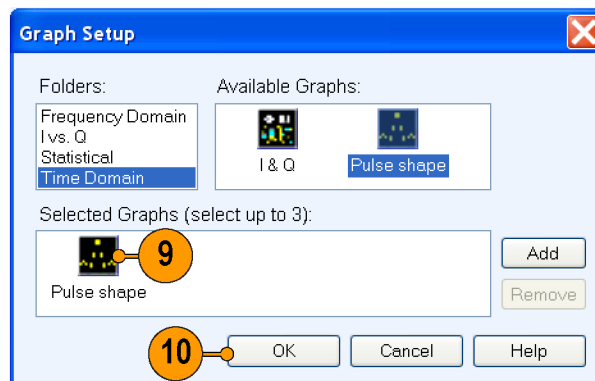 Graph Setup
Folders:
Available Graphs:
Frequency Domain
I vs. Q
Statistical
Time Domain
I & Q
Pulse shape
Selected Graphs (select up to 3):
9
Pulse shape
Add
Remove
10
OK
Cancel
Help